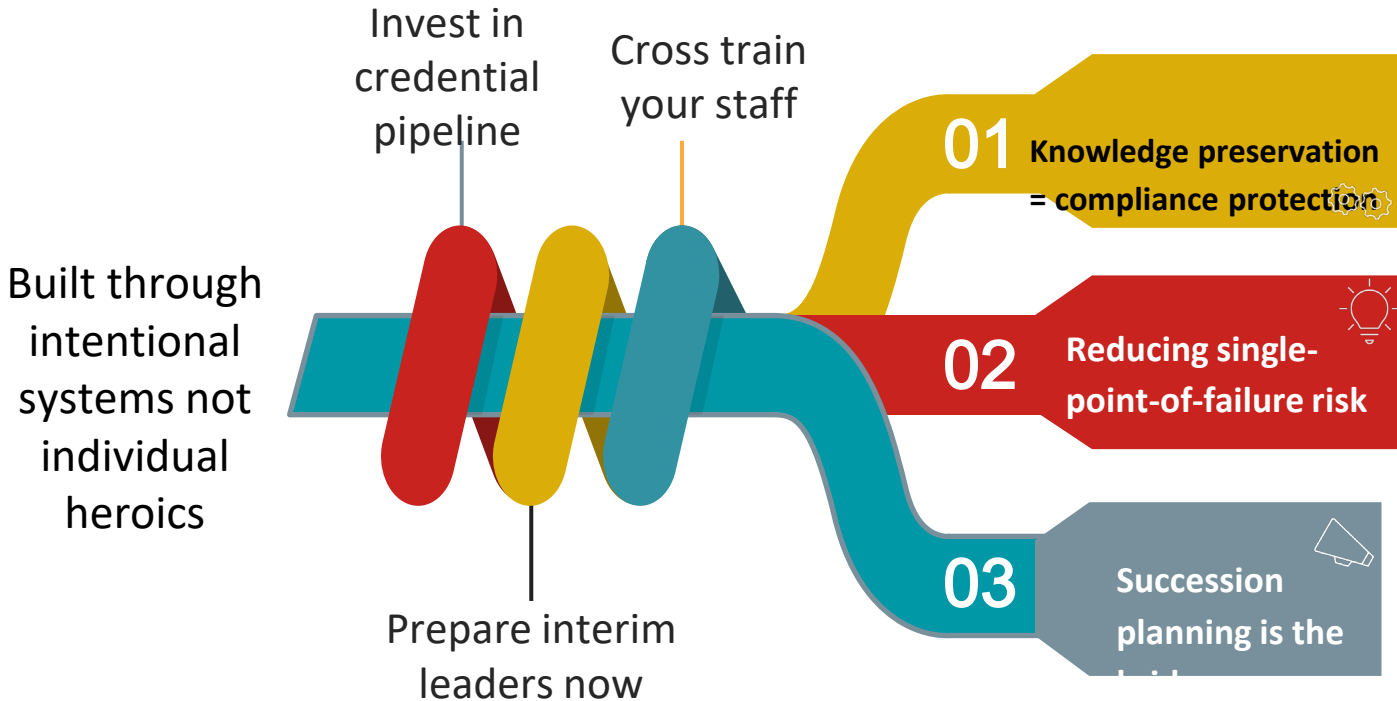 Invest in
credential
pipeline
Cross train
your staff
Built through
intentional
systems not
individual
heroics
Prepare interim
leaders now
01
Knowledge preservation
= compliance protection
02
Reducing single-
point-of-failure risk
03
Succession
planning is the